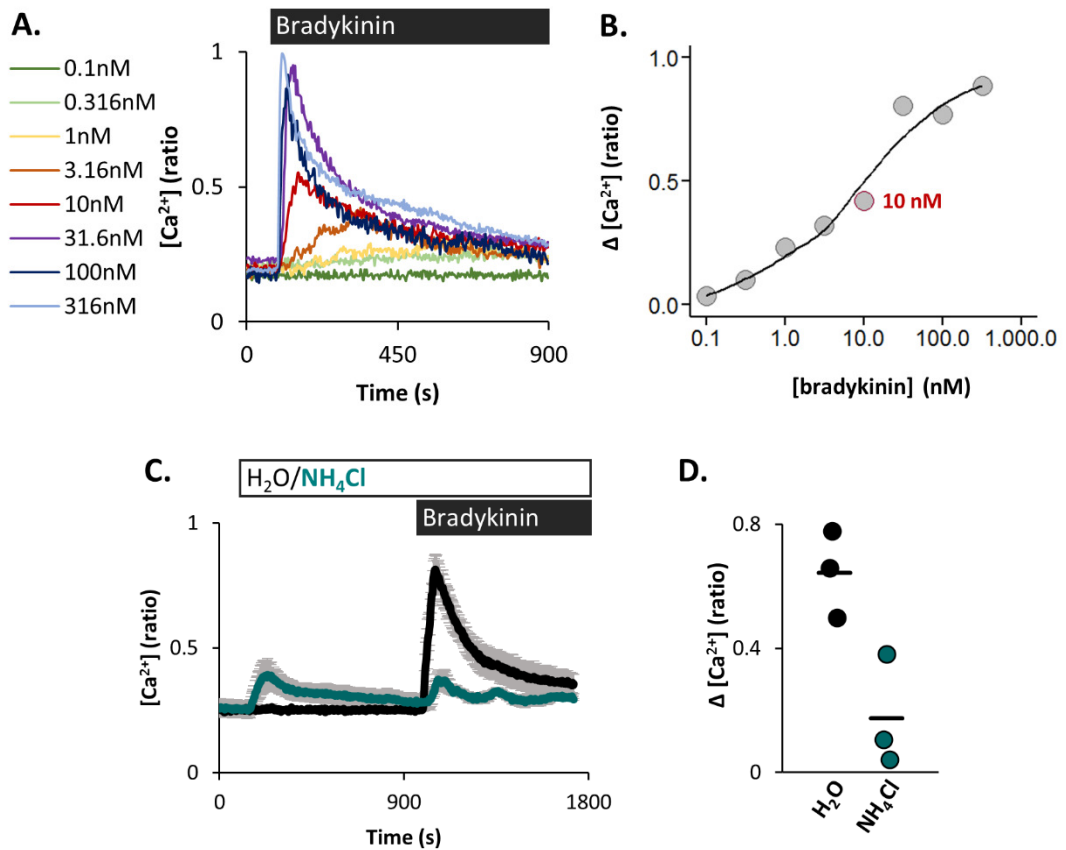 A.
Bradykinin
0.1nM
0.316nM
1nM
3.16nM
10nM
31.6nM
100nM
316nM
[Ca²⁺] (ratio
1
0.5
0
0
450
900
Time (s)
B.
Δ [Ca²⁺] (ratio)
1.0
0.5
0.0
10 nM
0.1
1.0
10.0
100.0
1.000.0
[bradykinin] (nM)
C.
H₂O/NH₄Cl
Bradykinin
[Ca²⁺] (ratio)
1
0.5
0
0
900
1800
Time (s)
D.
Δ [Ca²⁺] (ratio)
0.8
0.4
0
H₂O
NH₄Cl